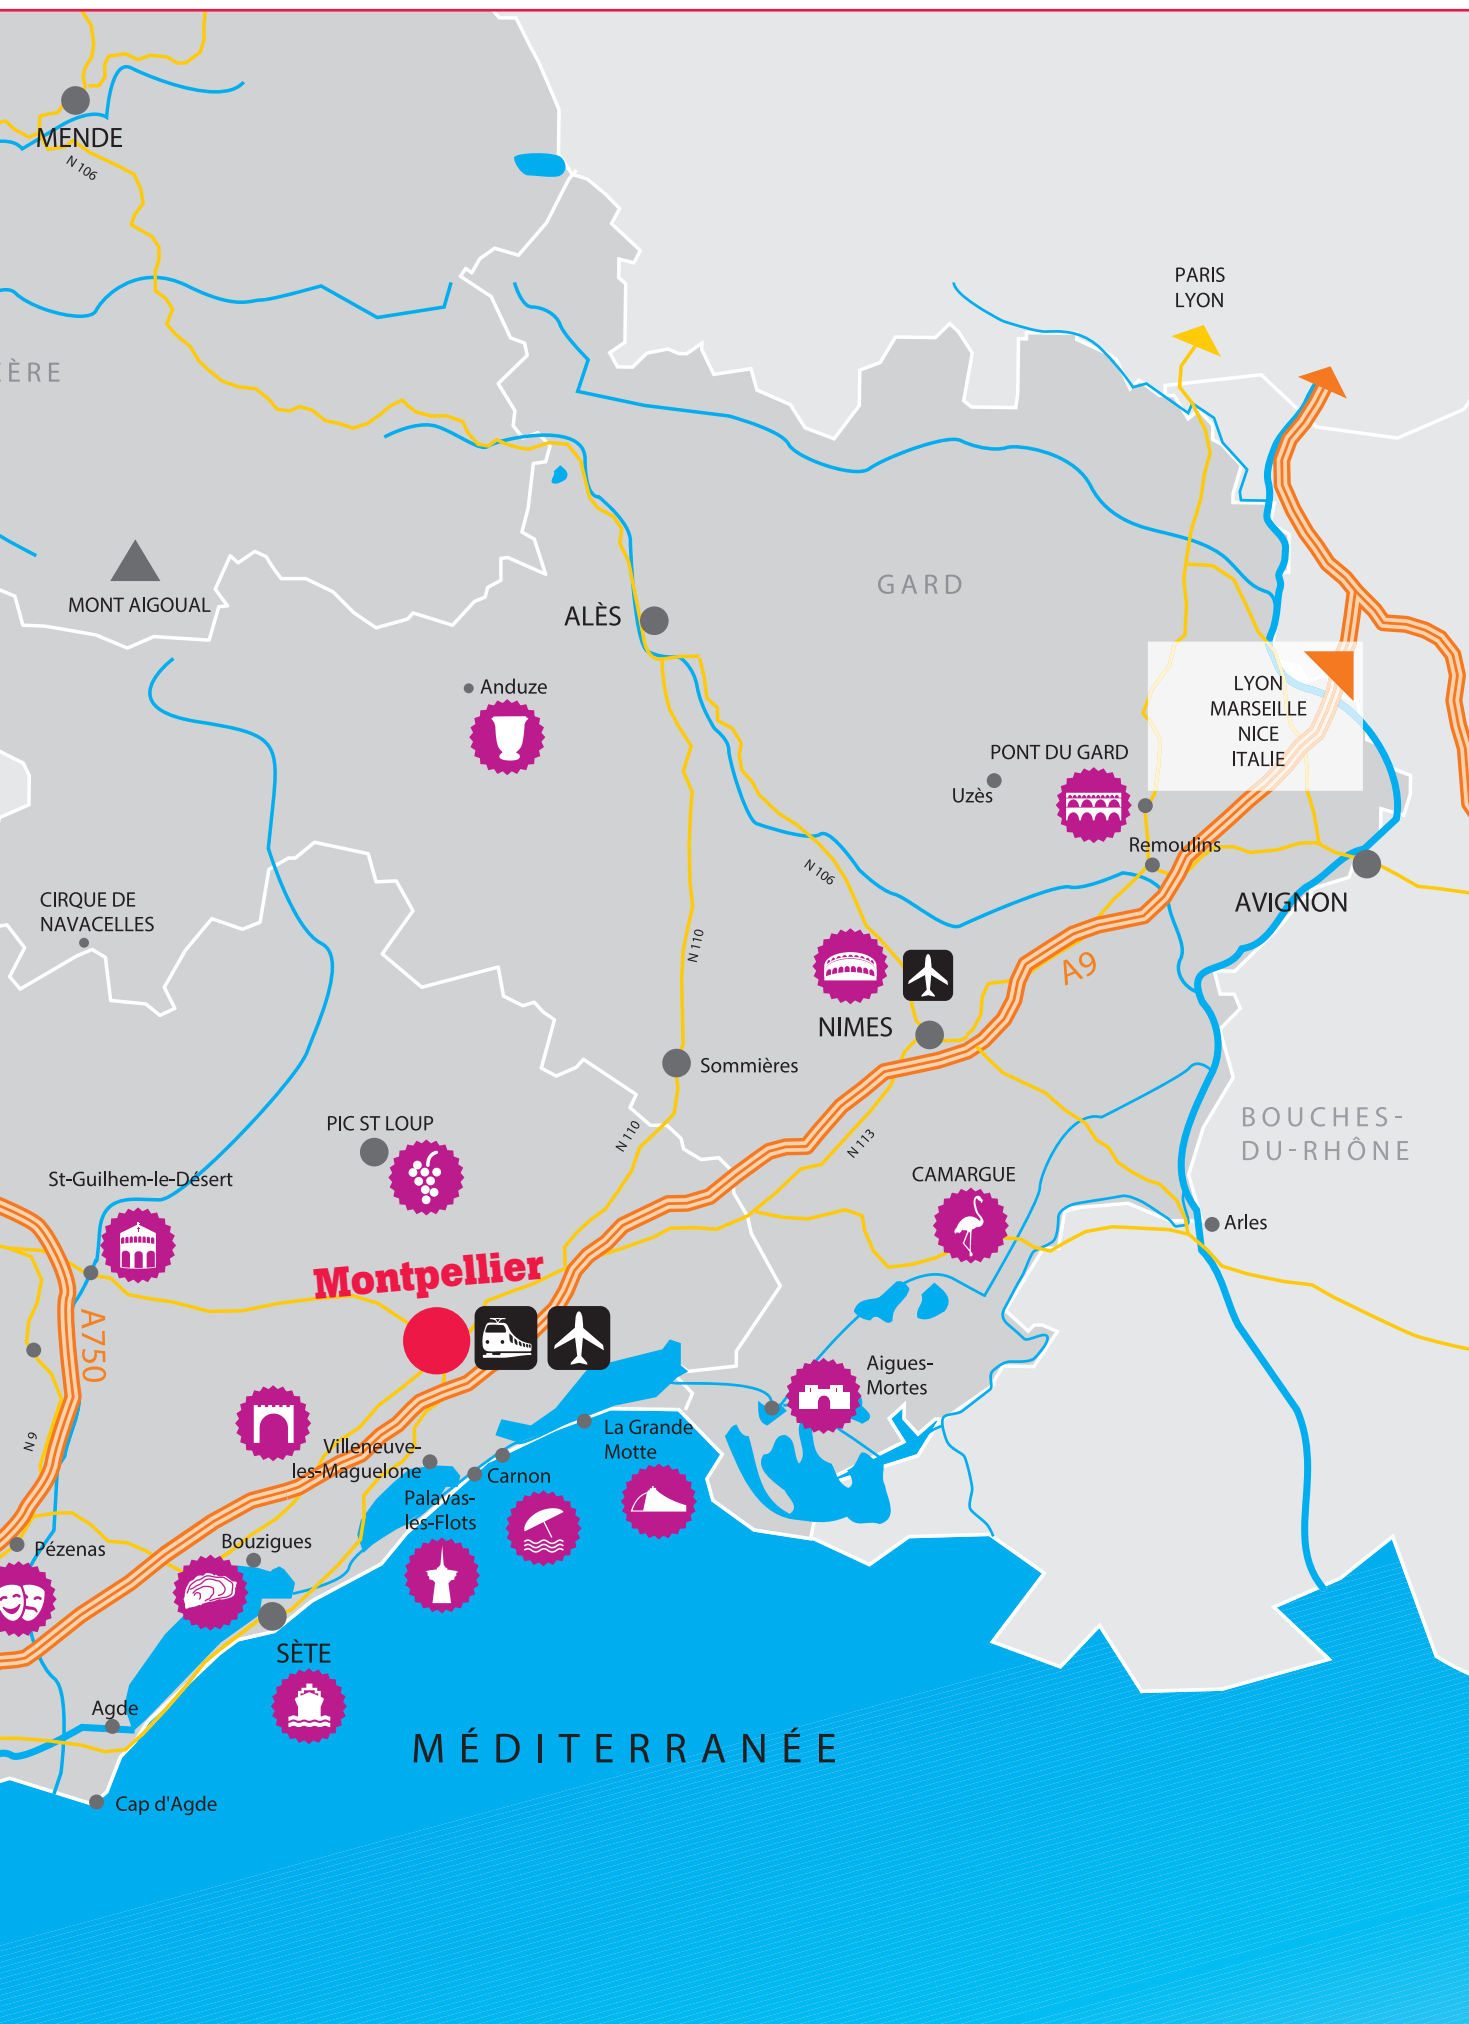 MENDE
N 106
PARIS
LYON
ÈRE
MONT AIGOUAL
GARD
ALÈS
Anduze
LYON
MARSEILLE
NICE
ITALIE
PONT DU GARD
Uzès
Remoulins
N 106
AVIGNON
CIRQUE DE
NAVACELLES
N 110
A9
NIMES
Sommières
PIC ST LOUP
N 110
N 113
BOUCHES-
DU-RHÔNE
St-Guilhem-le-Désert
CAMARGUE
Arles
Montpellier
A750
Aigues-
Mortes
N 9
Villeneuve-
les-Maguelone
La Grande
Motte
Carnon
Palavas-
les-Flots
Pézenas
Bouzigues
SÈTE
Agde
MÉDITERRANÉE
Cap d'Agde